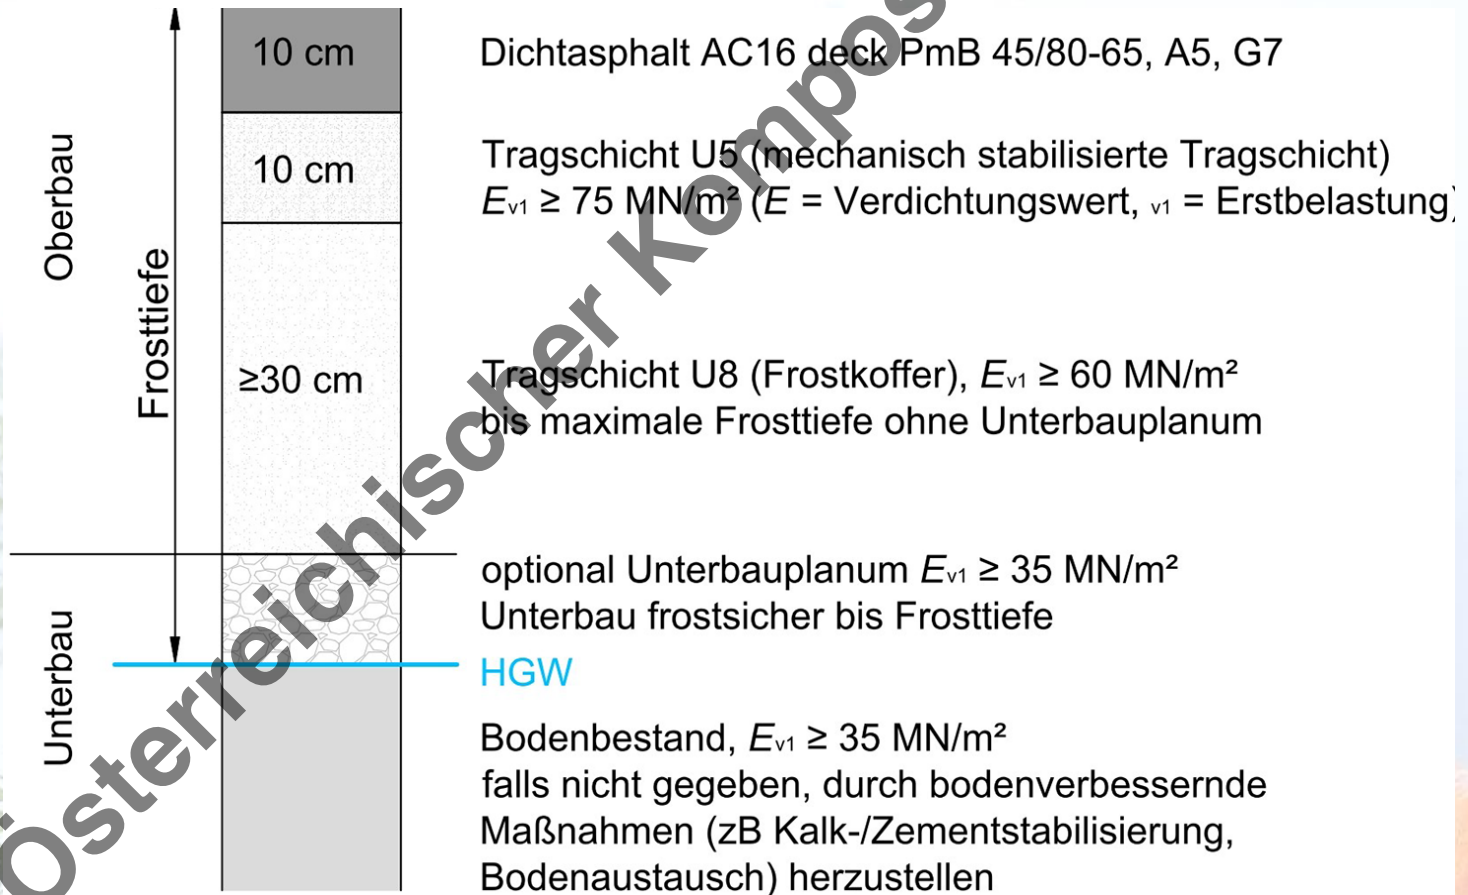 10 cm
Dichtasphalt AC16 deck PmB 45/80-65, A5, G7
10 cm
Tragschicht U5 (mechanisch stabilisierte Tragschicht)
Ev1 ≥ 75 MN/m² (E = Verdichtungswert, v1 = Erstbelastung)
Oberbau
Frosttiefe
≥30 cm
Tragschicht U8 (Frostkoffer), Ev1 ≥ 60 MN/m²
bis maximale Frosttiefe ohne Unterbauplanum
optional Unterbauplanum Ev1 ≥ 35 MN/m²
Unterbau frostsicher bis Frosttiefe
Unterbau
HGW
Bodenbestand, Ev1 ≥ 35 MN/m²
falls nicht gegeben, durch bodenverbessernde
Maßnahmen (zB Kalk-/Zementstabilisierung,
Bodenaustausch) herzustellen
Österreichischer Kompos